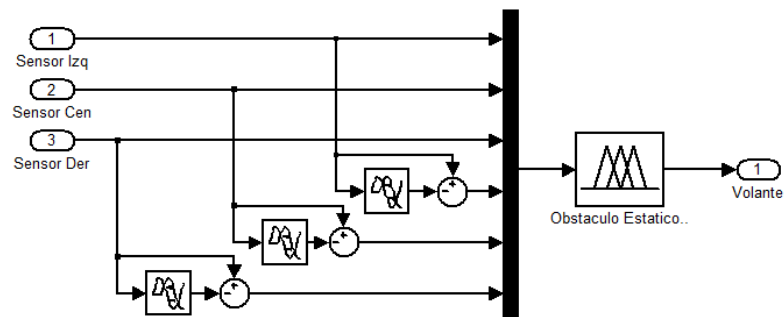 1
Sensor Izq
2
Sensor Cen
3
Sensor Der
Obstaculo Estatico..
1
Volante